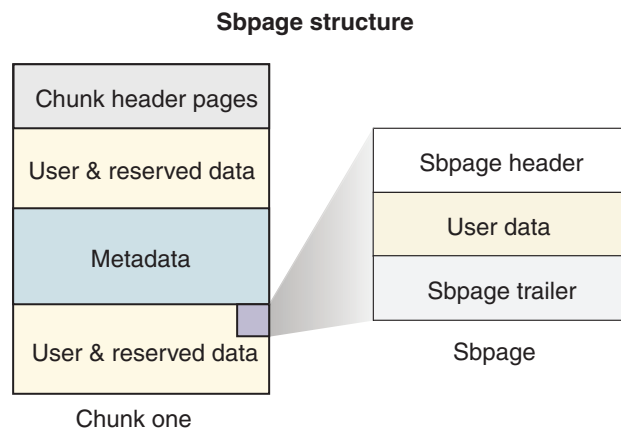 Sbpage structure
Chunk header pages
User & reserved data
Metadata
User & reserved data
Chunk one
Sbpage header
User data
Sbpage trailer
Sbpage